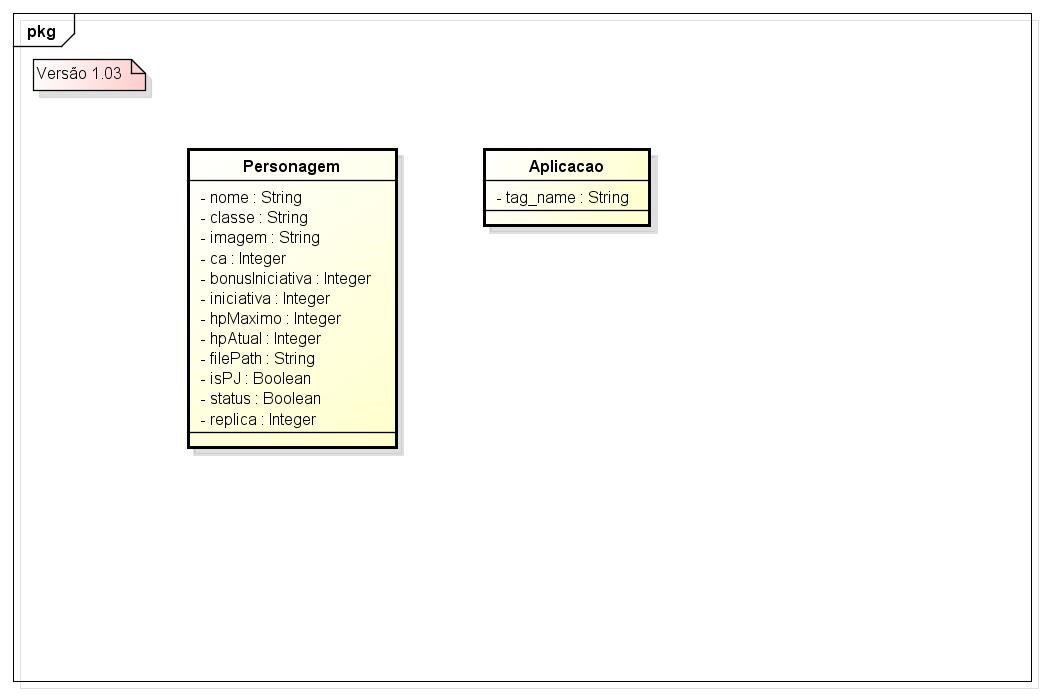 pkg
Versão 1.03
Personagem
- nome : String
- classe : String
- imagem : String
- ca : Integer
- bonusIniciativa : Integer
- iniciativa : Integer
- hpMaximo : Integer
- hpAtual : Integer
- filePath : String
- isPJ : Boolean
- status : Boolean
- replica : Integer
Aplicacao
- tag_name : String